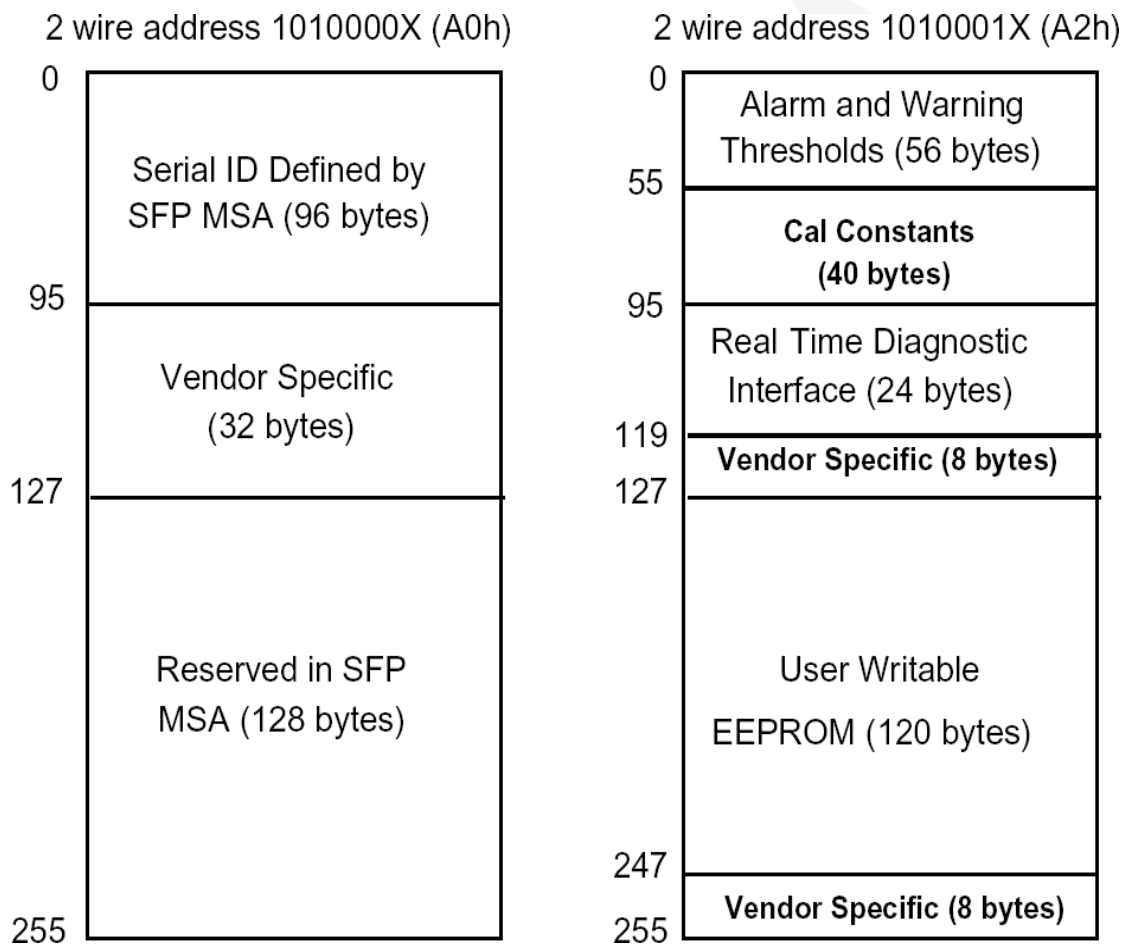 2 wire address 1010000X (A0h)
0
Serial ID Defined by
SFP MSA (96 bytes)
95
Vendor Specific
(32 bytes)
127
Reserved in SFP
MSA (128 bytes)
255
2 wire address 1010001X (A2h)
0
Alarm and Warning
Thresholds (56 bytes)
55
Cal Constants
(40 bytes)
95
Real Time Diagnostic
Interface (24 bytes)
119
Vendor Specific (8 bytes)
127
User Writable
EEPROM (120 bytes)
247
Vendor Specific (8 bytes)
255